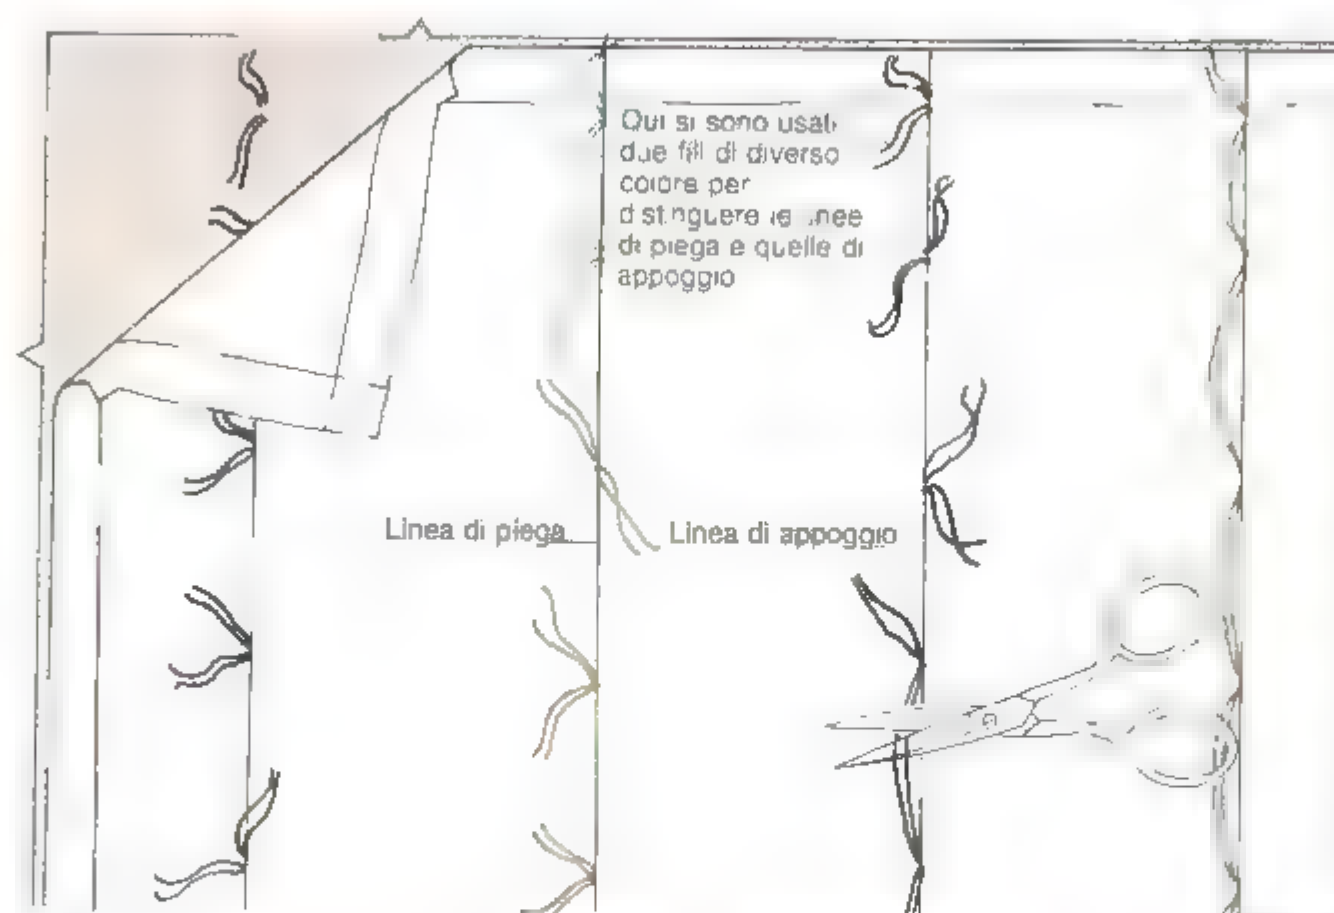 Qui si sono usati
due fili di diverso
colore per
distinguere le linee
di piega e quelle di
appoggio
Linea di piega
Linea di appoggio